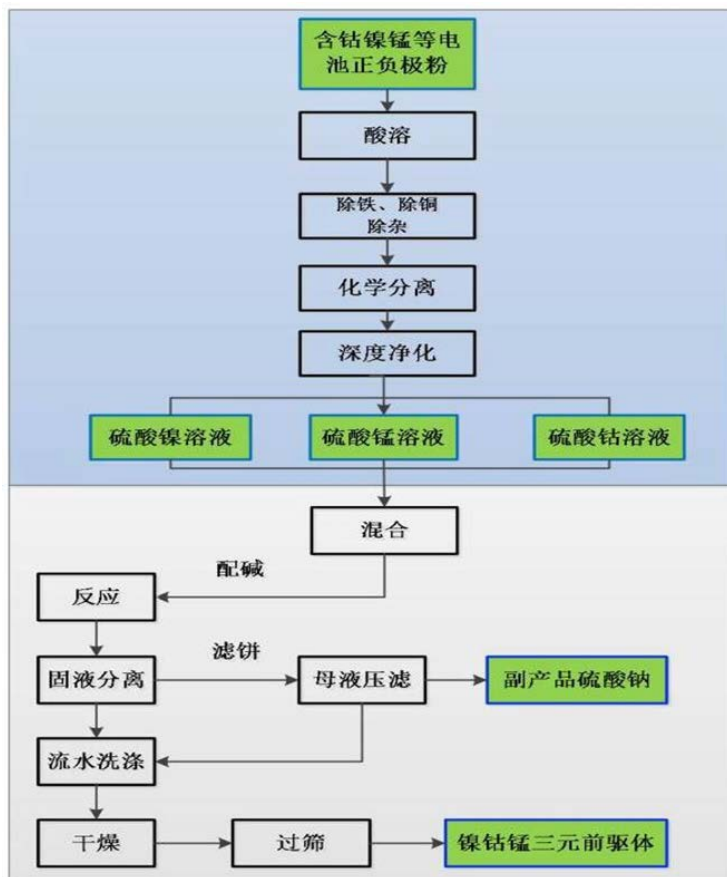 含钴镍锰等电
池正负极粉
酸溶
除铁、除铜
除杂
化学分离
深度净化
硫酸镍溶液
硫酸锰溶液
硫酸钴溶液
混合
配碱
反应
滤饼
固液分离
母液压滤
副产品硫酸钠
流水洗涤
干燥
过筛
镍钴锰三元前驱体